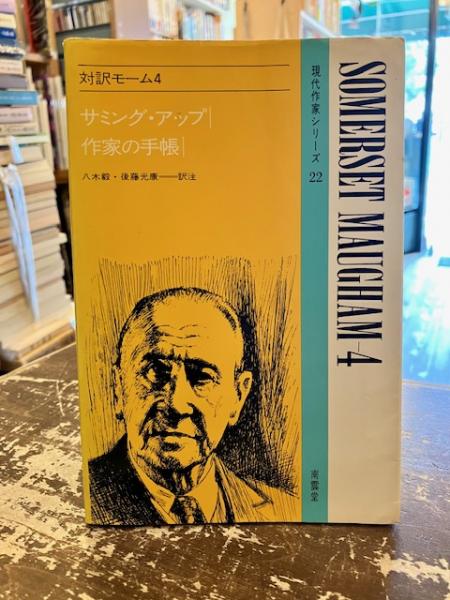 対訳モーム4
サミング・アップ
作家の手帳
八木毅・後藤光康——訳注
現代作家シリーズ 22
SOMERSET MAUGHAM-4
南雲堂